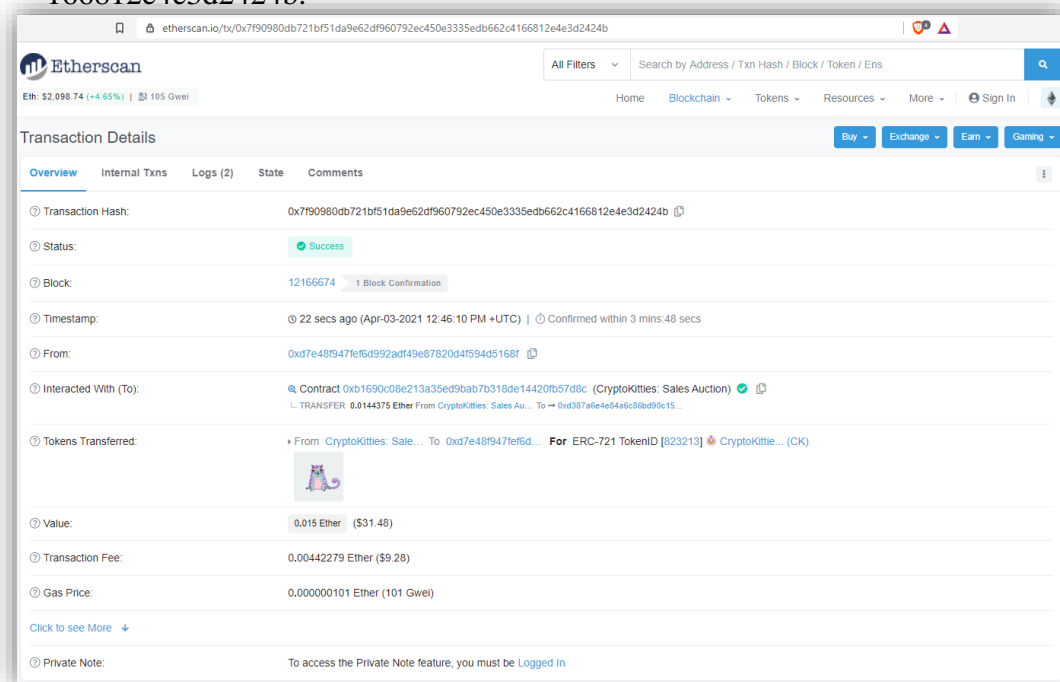 etherscan.io/tx/0x7f90980db721bf51da9e62df960792ec450e3335edb662c4166812e4e3d2424b
Etherscan
All Filters
Search by Address / Txn Hash / Block / Token / Ens
Eth: $2,098.74 (+4.65%) | 105 Gwei
Home Blockchain Tokens Resources More Sign In
Transaction Details
Buy Exchange Earn Gaming
Overview Internal Txns Logs (2) State Comments
Transaction Hash: 0x7f90980db721bf51da9e62df960792ec450e3335edb662c4166812e4e3d2424b
Status: Success
Block: 12166674 1 Block Confirmation
Timestamp: 22 secs ago (Apr-03-2021 12:46:10 PM +UTC) | Confirmed within 3 mins:48 secs
From: 0xd7e48f947fef6d992adf49e87820d4f594d5168f
Interacted With (To): Contract 0xb1690c08e213a35ed9bab7b318de14420fb57d8c (CryptoKitties: Sales Auction)
TRANSFER 0.0144375 Ether From CryptoKitties: Sales Au... To → 0xd387a6e4e84a6c86bd90c15...
Tokens Transferred: From CryptoKitties: Sale... To 0xd7e48f947fef6d... For ERC-721 TokenID [823213] CryptoKittie... (CK)
Value: 0.015 Ether ($31.48)
Transaction Fee: 0.00442279 Ether ($9.28)
Gas Price: 0.000000101 Ether (101 Gwei)
Click to see More
Private Note: To access the Private Note feature, you must be Logged In